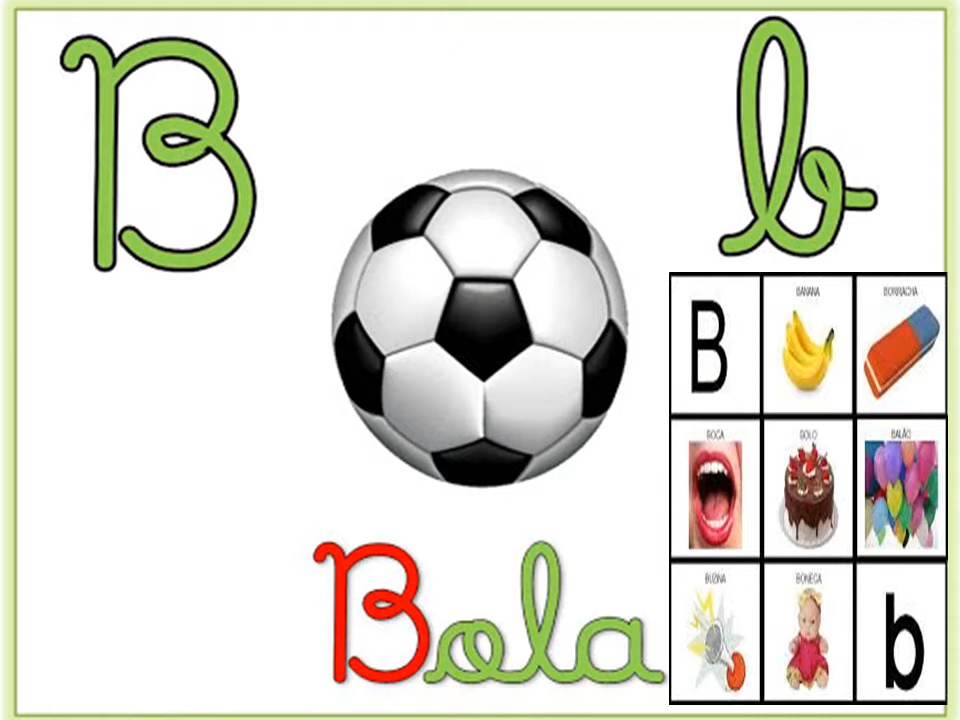 B b
B BANANA BORRACHA
BOCA BOLO BALÃO
BUZINA BONECA b
Bola